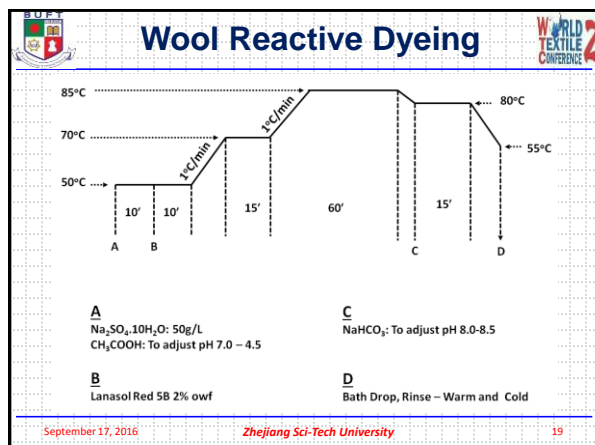 BUFT
Wool Reactive Dyeing
WORLD
TEXTILE
CONFERENCE 2
85°C
80°C
1°C/min
70°C
55°C
1°C/min
50°C
10’ 10’ 15’ 60’ 15’
A B C D
A
Na₂SO₄.10H₂O: 50g/L
CH₃COOH: To adjust pH 7.0 – 4.5
C
NaHCO₃: To adjust pH 8.0-8.5
B
Lanasol Red 5B 2% owf
D
Bath Drop, Rinse – Warm and Cold
September 17, 2016 Zhejiang Sci-Tech University 19